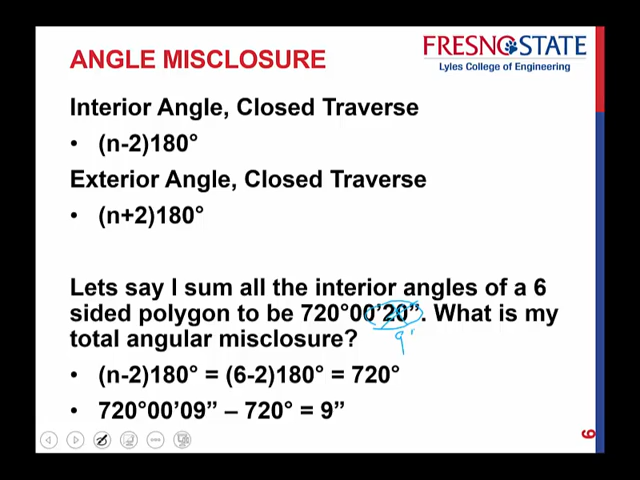 ANGLE MISCLOSURE
FRESNO STATE
Lyles College of Engineering
Interior Angle, Closed Traverse
• (n-2)180°
Exterior Angle, Closed Traverse
• (n+2)180°
Lets say I sum all the interior angles of a 6
sided polygon to be 720°00’20”. What is my
total angular misclosure?
9"
• (n-2)180° = (6-2)180° = 720°
• 720°00’09” – 720° = 9”
6